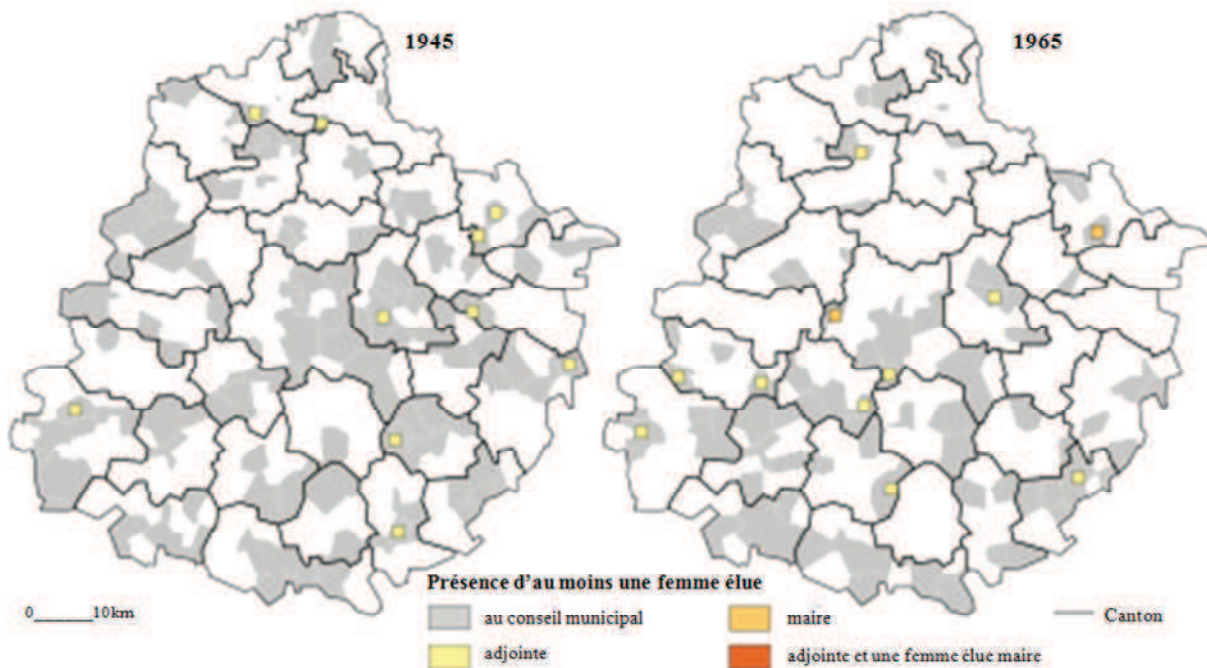 1945
1965
Présence d'au moins une femme élue
0 10km
au conseil municipal
maire
Canton
adjointe
adjointe et une femme élue maire